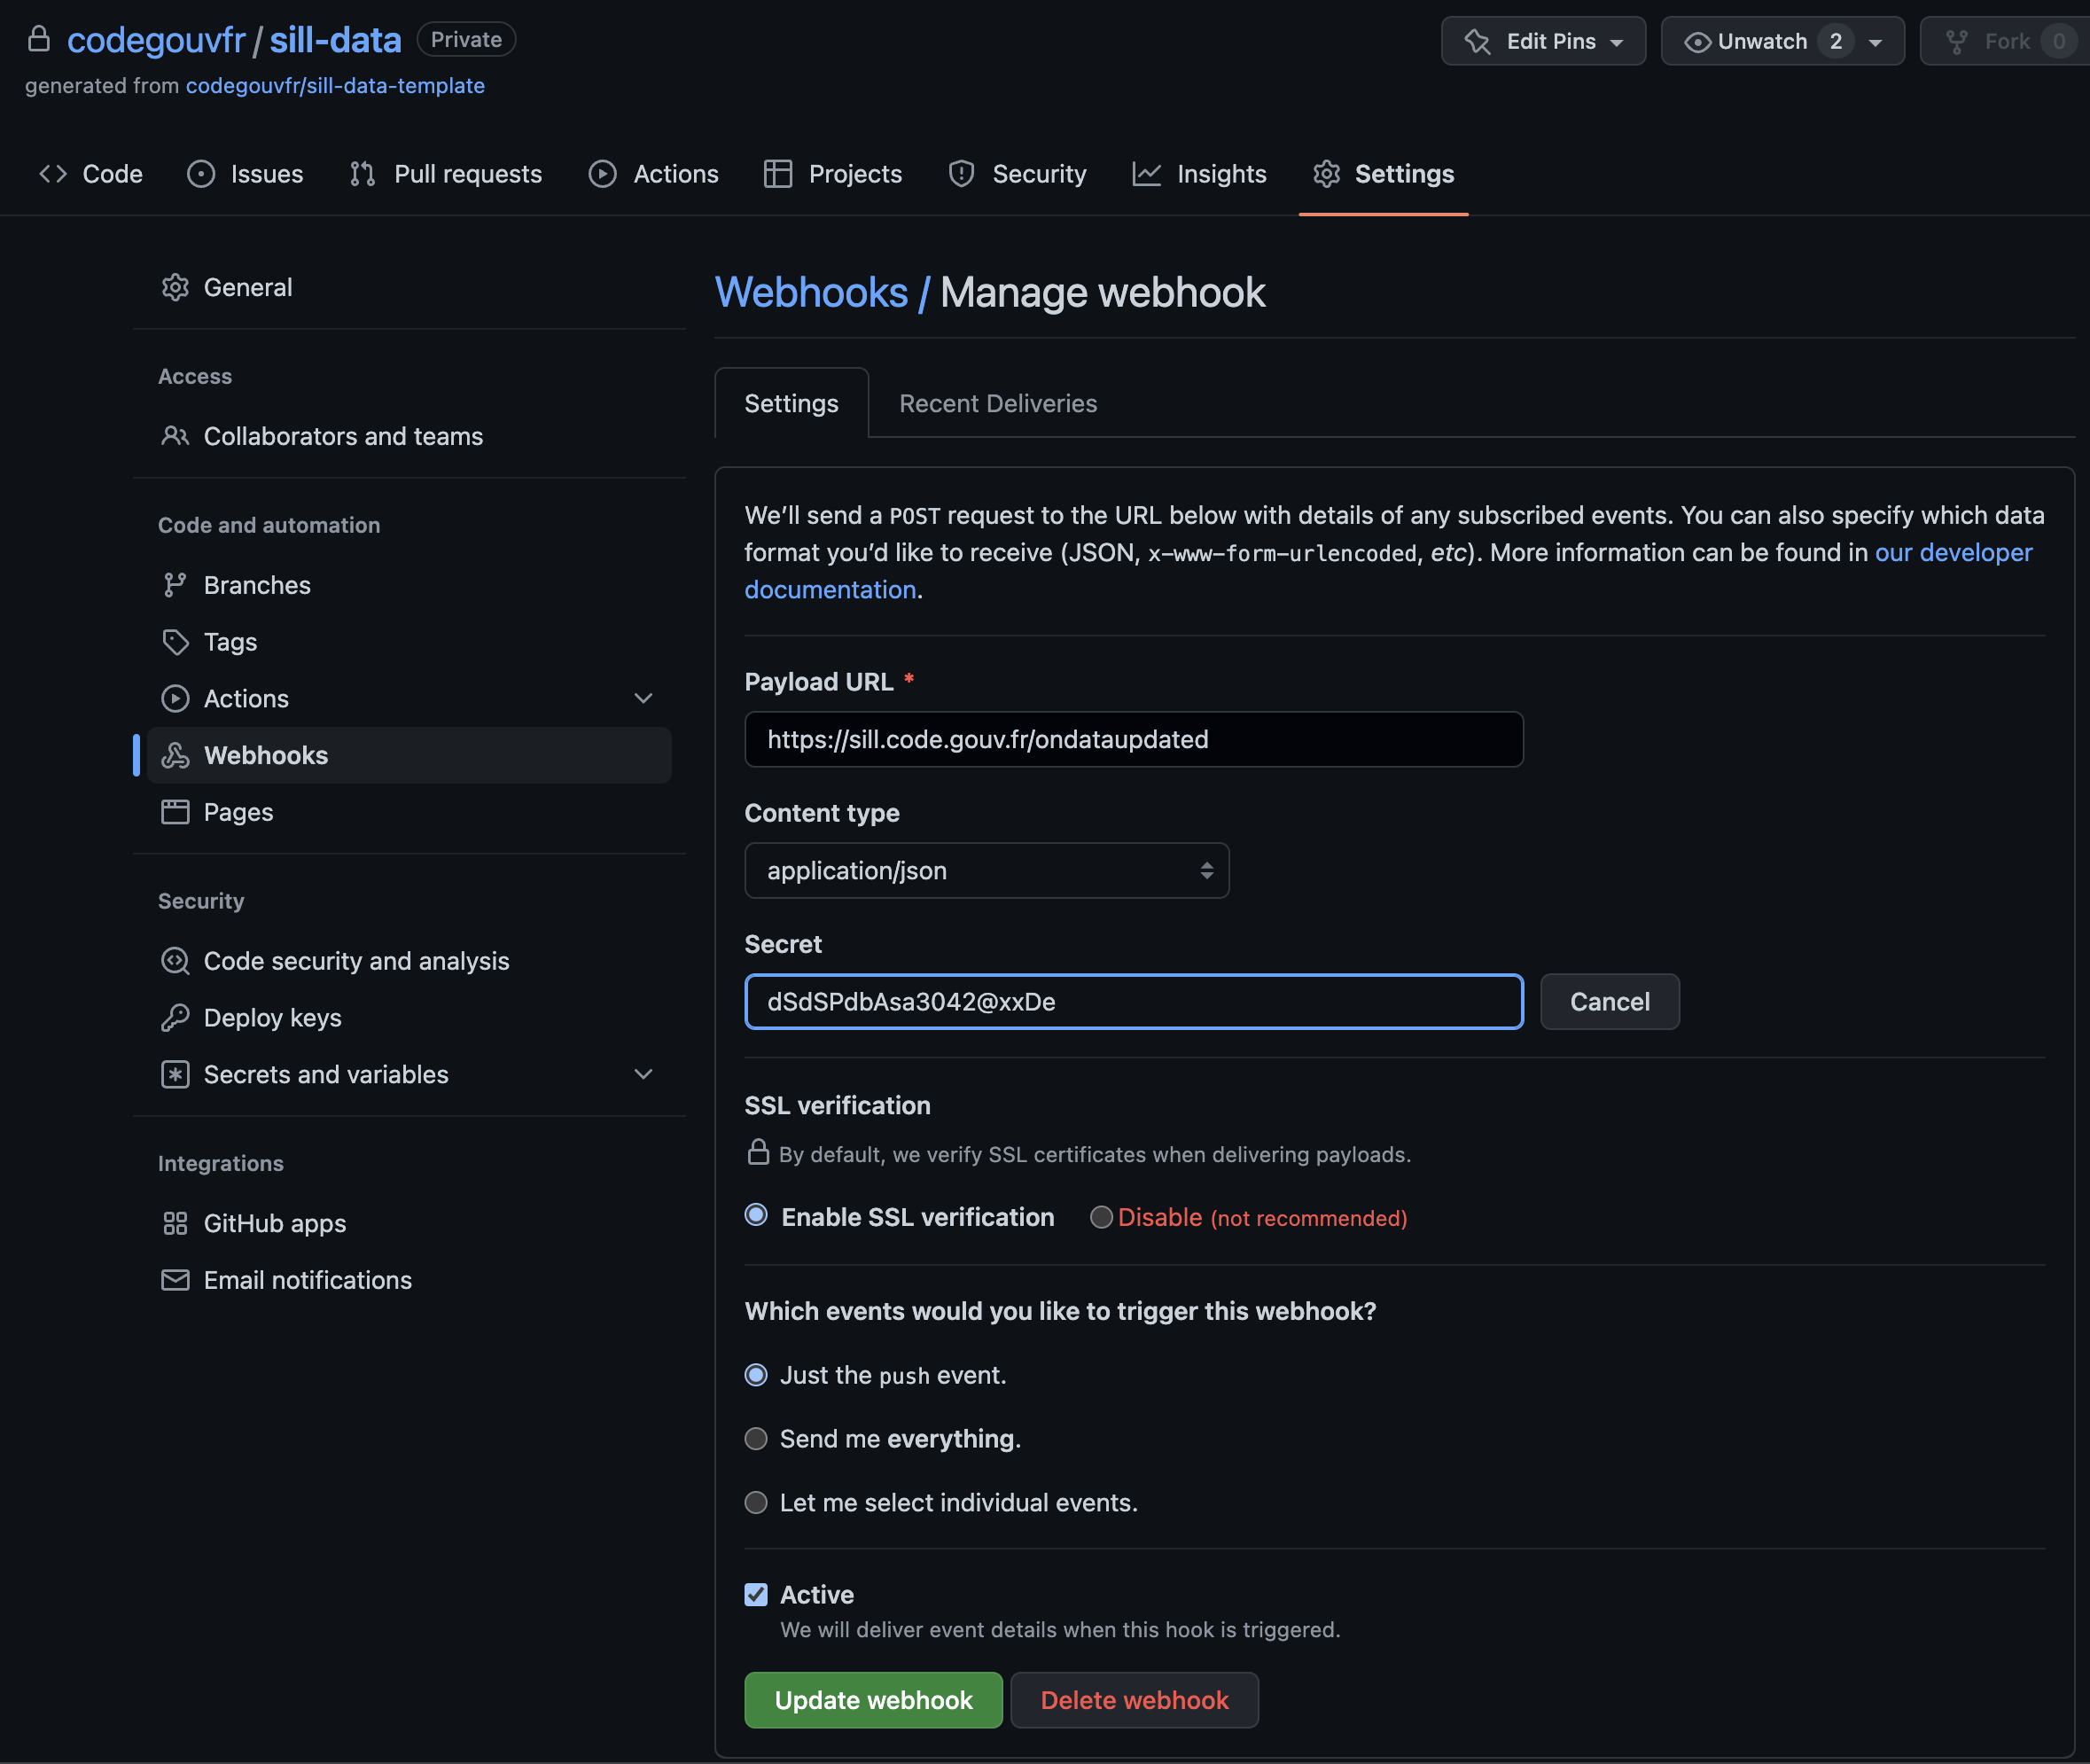 codegouvfr / sill-data Private
Edit Pins Unwatch 2 Fork 0
generated from codegouvfr/sill-data-template
Code Issues Pull requests Actions Projects Security Insights Settings
General
Access
Collaborators and teams
Code and automation
Branches
Tags
Actions
Webhooks
Pages
Security
Code security and analysis
Deploy keys
Secrets and variables
Integrations
GitHub apps
Email notifications
Webhooks / Manage webhook
Settings Recent Deliveries
We’ll send a POST request to the URL below with details of any subscribed events. You can also specify which data
format you’d like to receive (JSON, x-www-form-urlencoded, etc). More information can be found in our developer
documentation.
Payload URL *
https://sill.code.gouv.fr/ondataupdated
Content type
application/json
Secret
dSdSPdbAsa3042@xxDe
Cancel
SSL verification
By default, we verify SSL certificates when delivering payloads.
Enable SSL verification Disable (not recommended)
Which events would you like to trigger this webhook?
Just the push event.
Send me everything.
Let me select individual events.
Active
We will deliver event details when this hook is triggered.
Update webhook Delete webhook